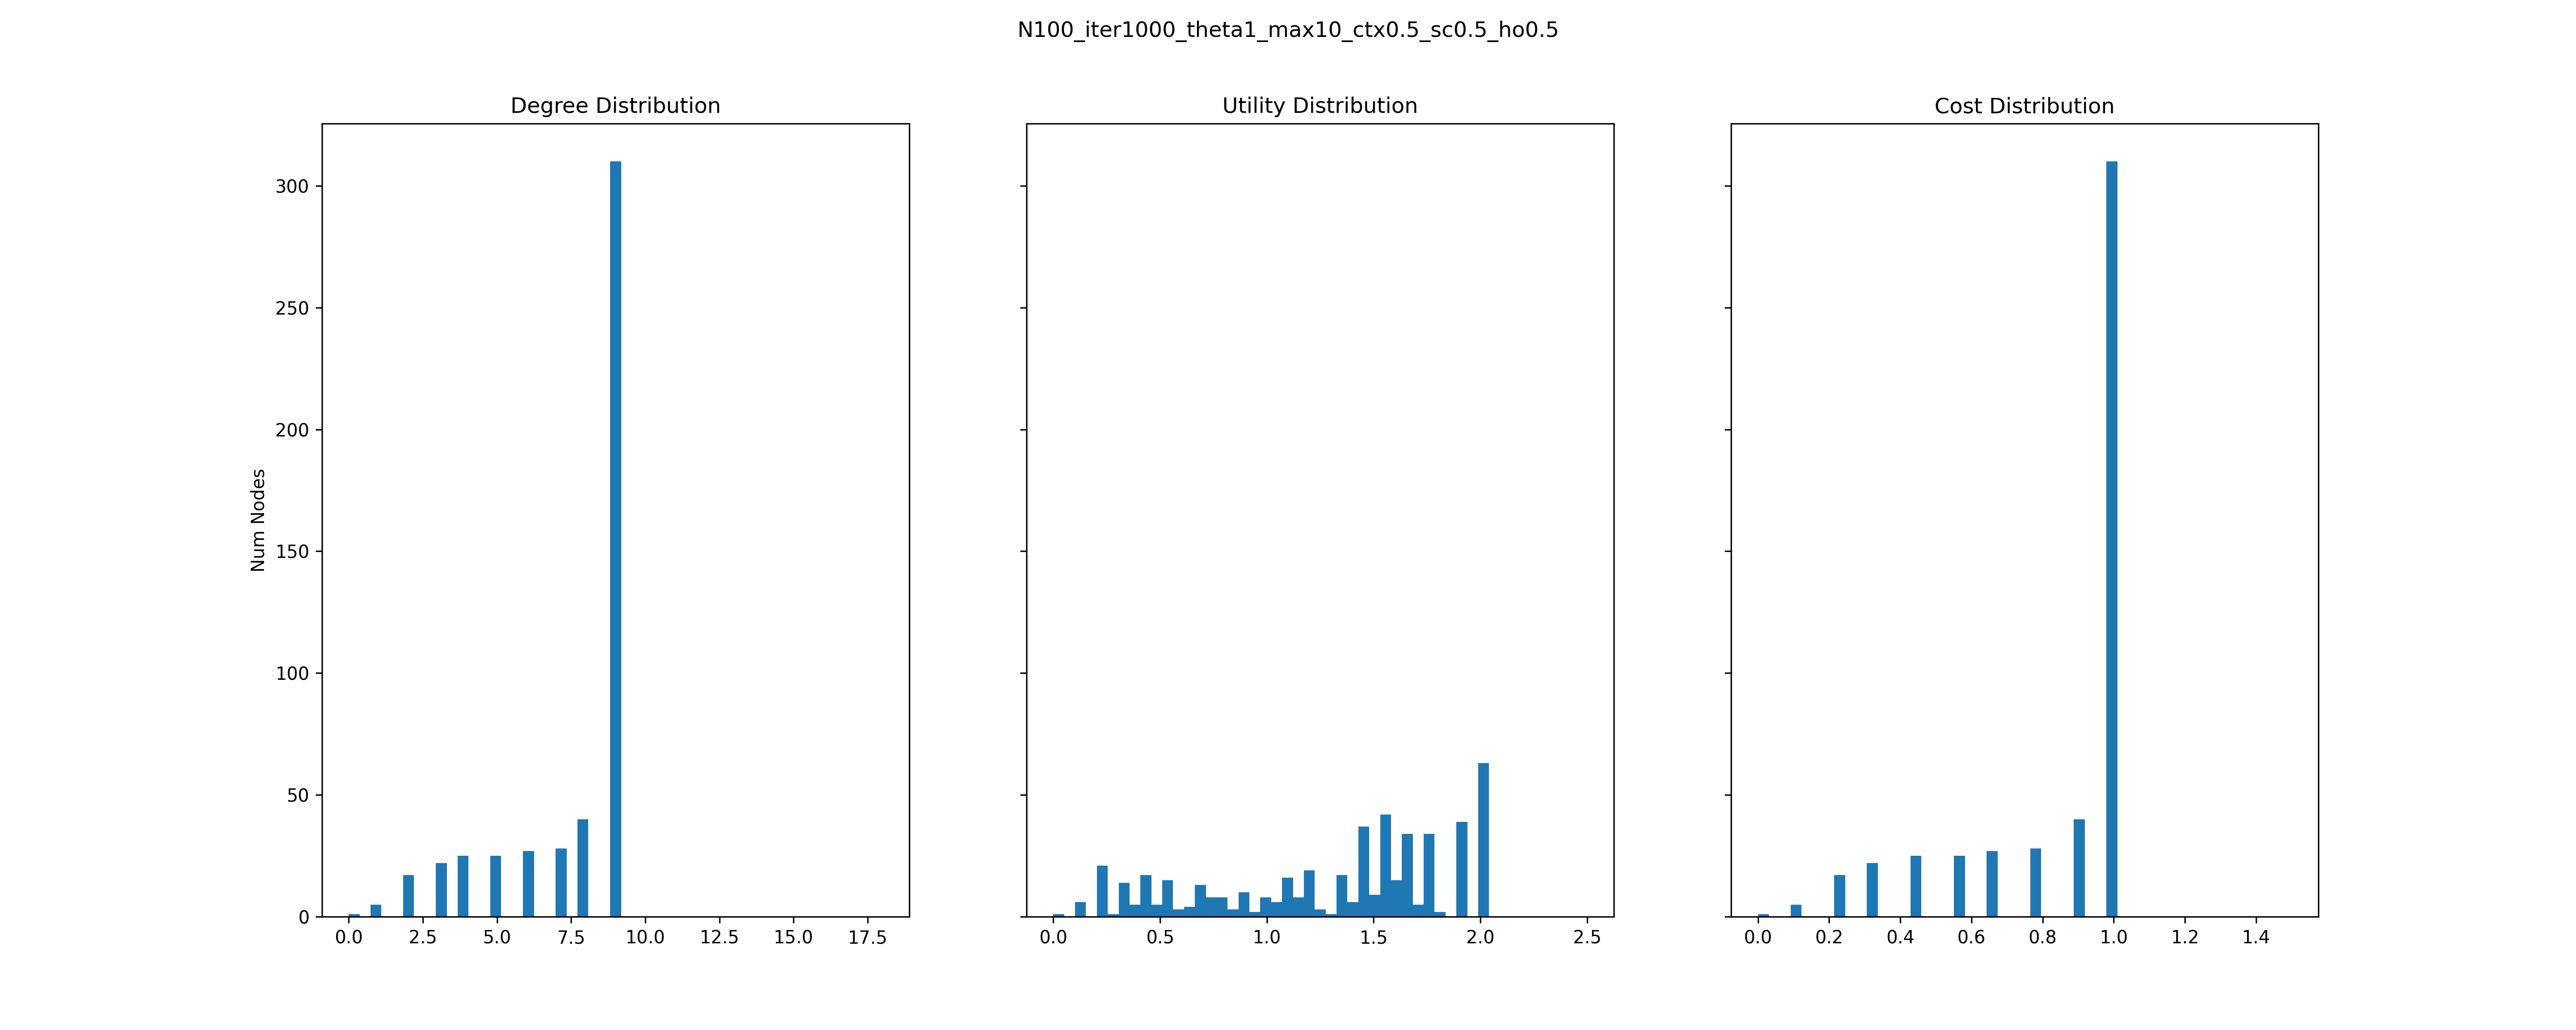 N100_iter1000_theta1_max10_ctx0.5_sc0.5_ho0.5
Degree Distribution
Utility Distribution
Cost Distribution
Num Nodes
300
250
200
150
100
50
0
0.0 2.5 5.0 7.5 10.0 12.5 15.0 17.5
0.0 0.5 1.0 1.5 2.0 2.5
0.0 0.2 0.4 0.6 0.8 1.0 1.2 1.4